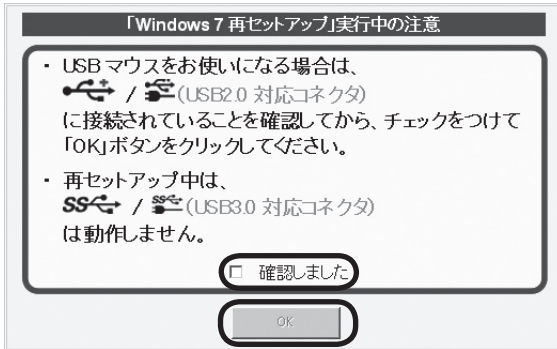 「Windows 7 再セットアップ」実行中の注意
・ USB マウスをお使いになる場合は、
/ (USB2.0 対応コネクタ)
に接続されていることを確認してから、チェックをつけて
「OK」ボタンをクリックしてください。
・ 再セットアップ中は、
SS / SS (USB3.0 対応コネクタ)
は動作しません。
確認しました
OK